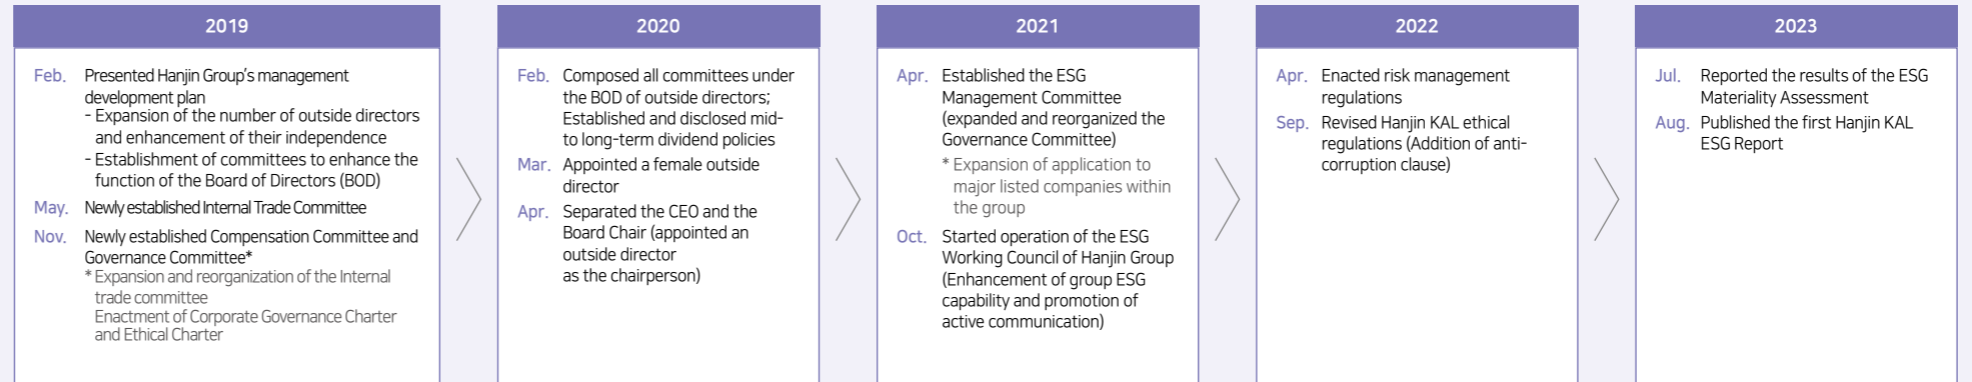 2019
Feb. Presented Hanjin Group's management
development plan
- Expansion of the number of outside directors
and enhancement of their independence
- Establishment of committees to enhance the
function of the Board of Directors (BOD)
May. Newly established Internal Trade Committee
Nov. Newly established Compensation Committee and
Governance Committee*
* Expansion and reorganization of the Internal
trade committee
Enactment of Corporate Governance Charter
and Ethical Charter
2020
Feb. Composed all committees under
the BOD of outside directors;
Established and disclosed mid-
to long-term dividend policies
Mar. Appointed a female outside
director
Apr. Separated the CEO and the
Board Chair (appointed an
outside director
as the chairperson)
2021
Apr. Established the ESG
Management Committee
(expanded and reorganized the
Governance Committee)
* Expansion of application to
major listed companies within
the group
Oct. Started operation of the ESG
Working Council of Hanjin Group
(Enhancement of group ESG
capability and promotion of
active communication)
2022
Apr. Enacted risk management
regulations
Sep. Revised Hanjin KAL ethical
regulations (Addition of anti-
corruption clause)
2023
Jul. Reported the results of the ESG
Materiality Assessment
Aug. Published the first Hanjin KAL
ESG Report